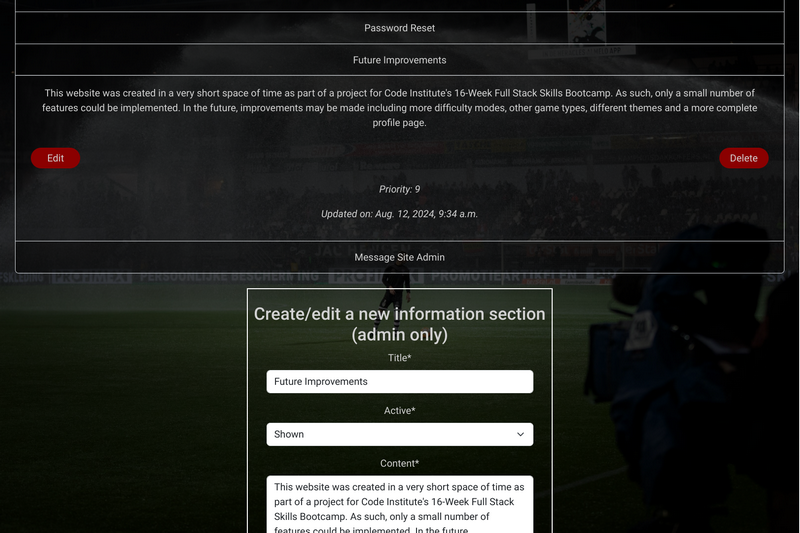 Password Reset
Future Improvements
This website was created in a very short space of time as part of a project for Code Institute's 16-Week Full Stack Skills Bootcamp. As such, only a small number of
features could be implemented. In the future, improvements may be made including more difficulty modes, other game types, different themes and a more complete
profile page.
Edit
Delete
Priority: 9
Updated on: Aug. 12, 2024, 9:34 a.m.
Message Site Admin
PERSOONLIJKE BESCHERMING
Create/edit a new information section
(admin only)
Title*
Future Improvements
Active*
Shown
Content*
This website was created in a very short space of time as
part of a project for Code Institute's 16-Week Full Stack
Skills Bootcamp. As such, only a small number of
features could be implemented. In the future,